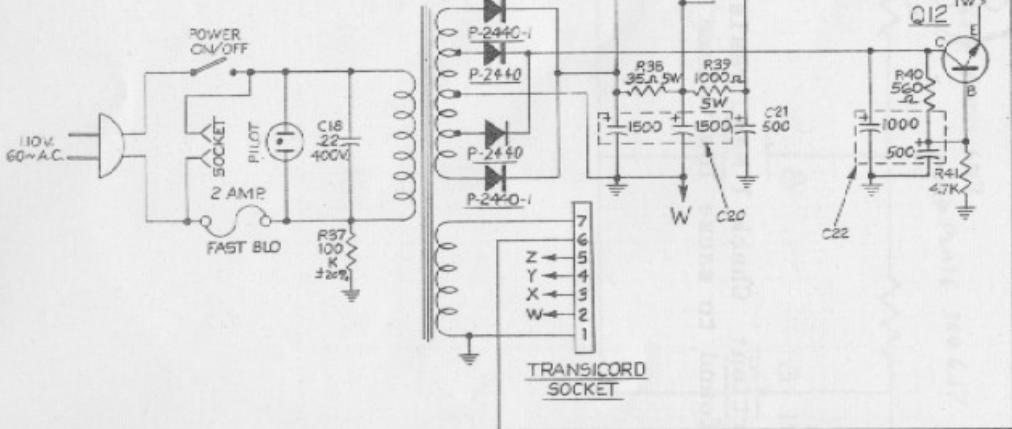 POWER
ON/OFF
110V.
60~A.C.
SOCKET
PILOT
C18
.22
400V.
2 AMP.
FAST BLO
R37
100
K
±20%
P-2440-1
P-2440
P-2440
P-2440-1
R36
35Ω 5W
R39
1000Ω
5W
+
1500
+
1500
+
C21
500
W
C20
Q12
E
C
B
R40
560
Ω
+
1000
+
500
R41
4.7K
C22
7
6
5
4
3
2
1
Z
Y
X
W
TRANSICORD
SOCKET